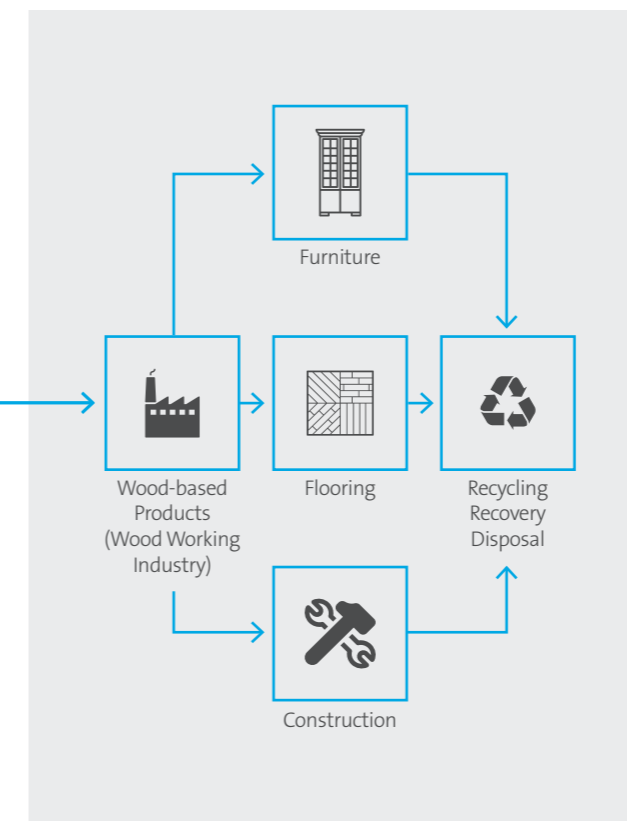 Furniture
Wood-based
Products
(Wood Working
Industry)
Flooring
Recycling
Recovery
Disposal
Construction